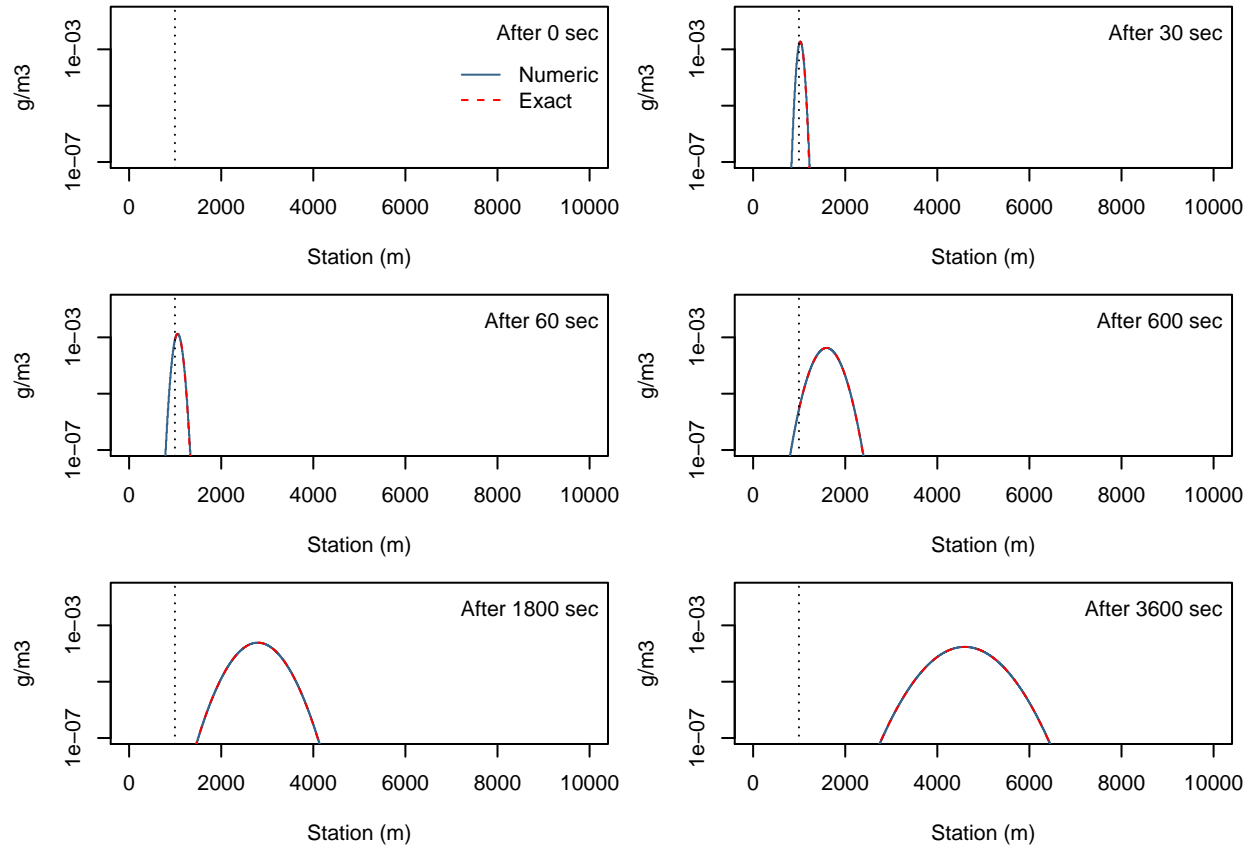 After 0 sec
Numeric
Exact
g/m3
1e−03
1e−07
0 2000 4000 6000 8000 10000
Station (m)
After 30 sec
g/m3
1e−03
1e−07
0 2000 4000 6000 8000 10000
Station (m)
After 60 sec
g/m3
1e−03
1e−07
0 2000 4000 6000 8000 10000
Station (m)
After 600 sec
g/m3
1e−03
1e−07
0 2000 4000 6000 8000 10000
Station (m)
After 1800 sec
g/m3
1e−03
1e−07
0 2000 4000 6000 8000 10000
Station (m)
After 3600 sec
g/m3
1e−03
1e−07
0 2000 4000 6000 8000 10000
Station (m)